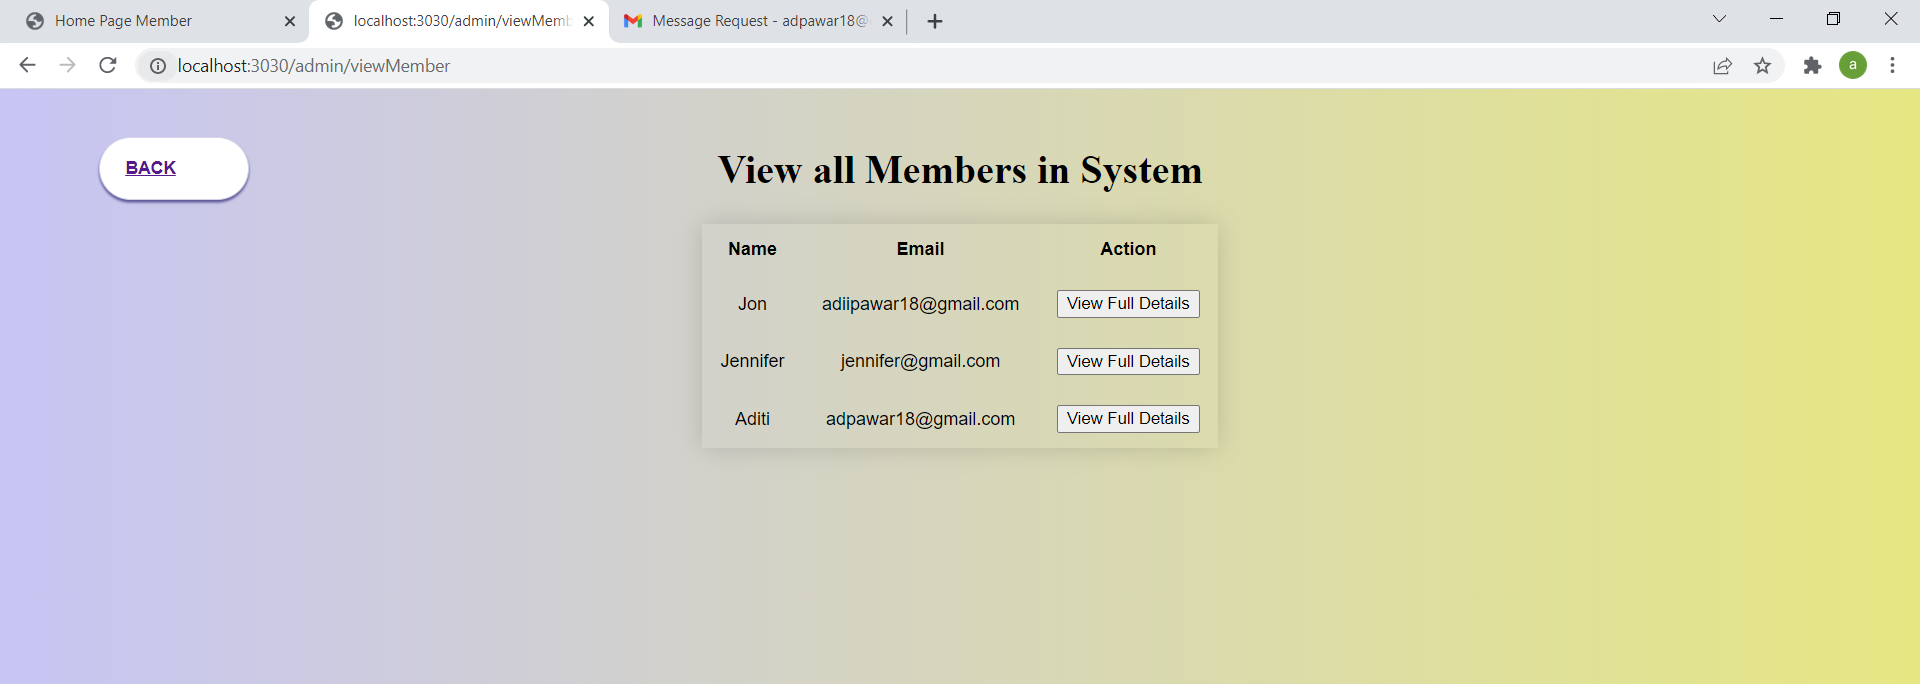 Home Page Member
localhost:3030/admin/viewMemb
Message Request - adpawar18@
localhost:3030/admin/viewMember
a
BACK
View all Members in System
Name Email Action
Jon adiipawar18@gmail.com View Full Details
Jennifer jennifer@gmail.com View Full Details
Aditi adpawar18@gmail.com View Full Details